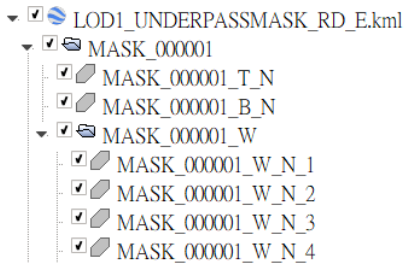 LOD1_UNDERPASSMASK_RD_E.kml
MASK_000001
MASK_000001_T_N
MASK_000001_B_N
MASK_000001_W
MASK_000001_W_N_1
MASK_000001_W_N_2
MASK_000001_W_N_3
MASK_000001_W_N_4